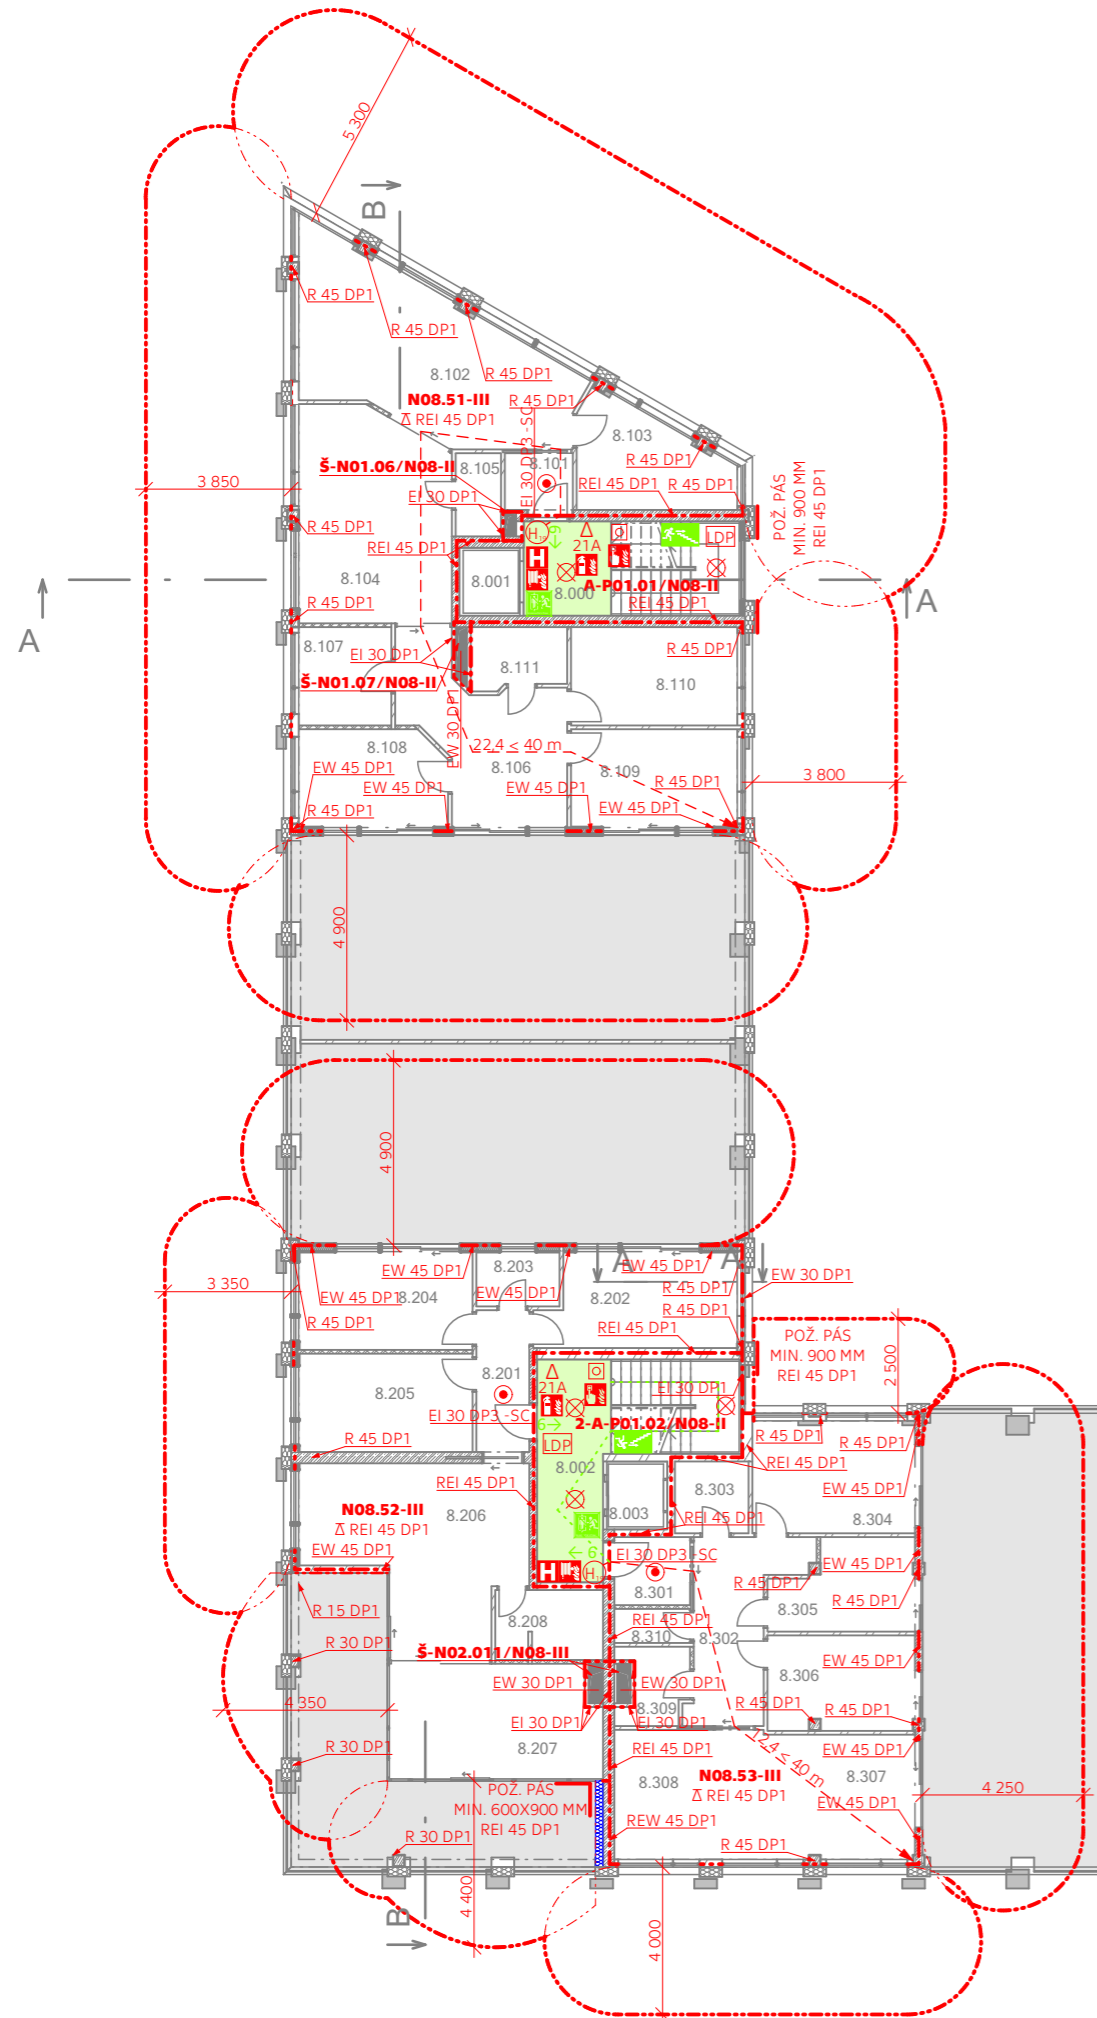 5 300
B
R 45 DP1
R 45 DP1
8.102
R 45 DP1
N08.51-III
R 45 DP1
Δ REI 45 DP1
EI 30 DP3 -SC
8.103
R 45 DP1
Š-N01.06/N08-II
8.105
8.101
3 850
EI 30 DP1
REI 45 DP1
R 45 DP1
POŽ. PÁS
MIN. 900 MM
REI 45 DP1
R 45 DP1
REI 45 DP1
H
21A
LDP
8.104
8.001
8.000
A-P01.01/N08-II
A
A
R 45 DP1
REI 45 DP1
8.107
EI 30 DP1
R 45 DP1
8.111
8.110
Š-N01.07/N08-II
EW 30 DP1
8.108
22,4 < 40 m
8.106
8.109
EW 45 DP1
EW 45 DP1
EW 45 DP1
R 45 DP1
3 800
R 45 DP1
EW 45 DP1
4 900
4 900
8.203
EW 45 DP1
EW 45 DP1
A
A
EW 30 DP1
3 350
EW 45 DP1
8.204
EW 45 DP1
8.202
R 45 DP1
R 45 DP1
R 45 DP1
REI 45 DP1
POŽ. PÁS
MIN. 900 MM
REI 45 DP1
2 500
8.201
21A
EI 30 DP1
8.205
EI 30 DP3 -SC
6
2-A-P01.02/N08-II
R 45 DP1
LDP
R 45 DP1
R 45 DP1
8.002
REI 45 DP1
REI 45 DP1
8.303
EW 45 DP1
N08.52-III
8.206
8.003
REI 45 DP1
8.304
Δ REI 45 DP1
EW 45 DP1
6
EI 30 DP3 -SC
EW 45 DP1
H
R 45 DP1
8.301
R 45 DP1
R 15 DP1
8.305
8.208
REI 45 DP1
8.310
8.302
Š-N02.011/N08-III
EW 45 DP1
R 30 DP1
8.306
EW 30 DP1
EW 30 DP1
4 350
8.309
R 45 DP1
R 45 DP1
EI 30 DP1
EI 30 DP1
R 30 DP1
8.207
REI 45 DP1
12,4 < 40 m
EW 45 DP1
8.308
N08.53-III
8.307
Δ REI 45 DP1
4 250
POŽ. PÁS
MIN. 600X900 MM
REI 45 DP1
REW 45 DP1
EW 45 DP1
R 30 DP1
R 45 DP1
4 400
B
4 000